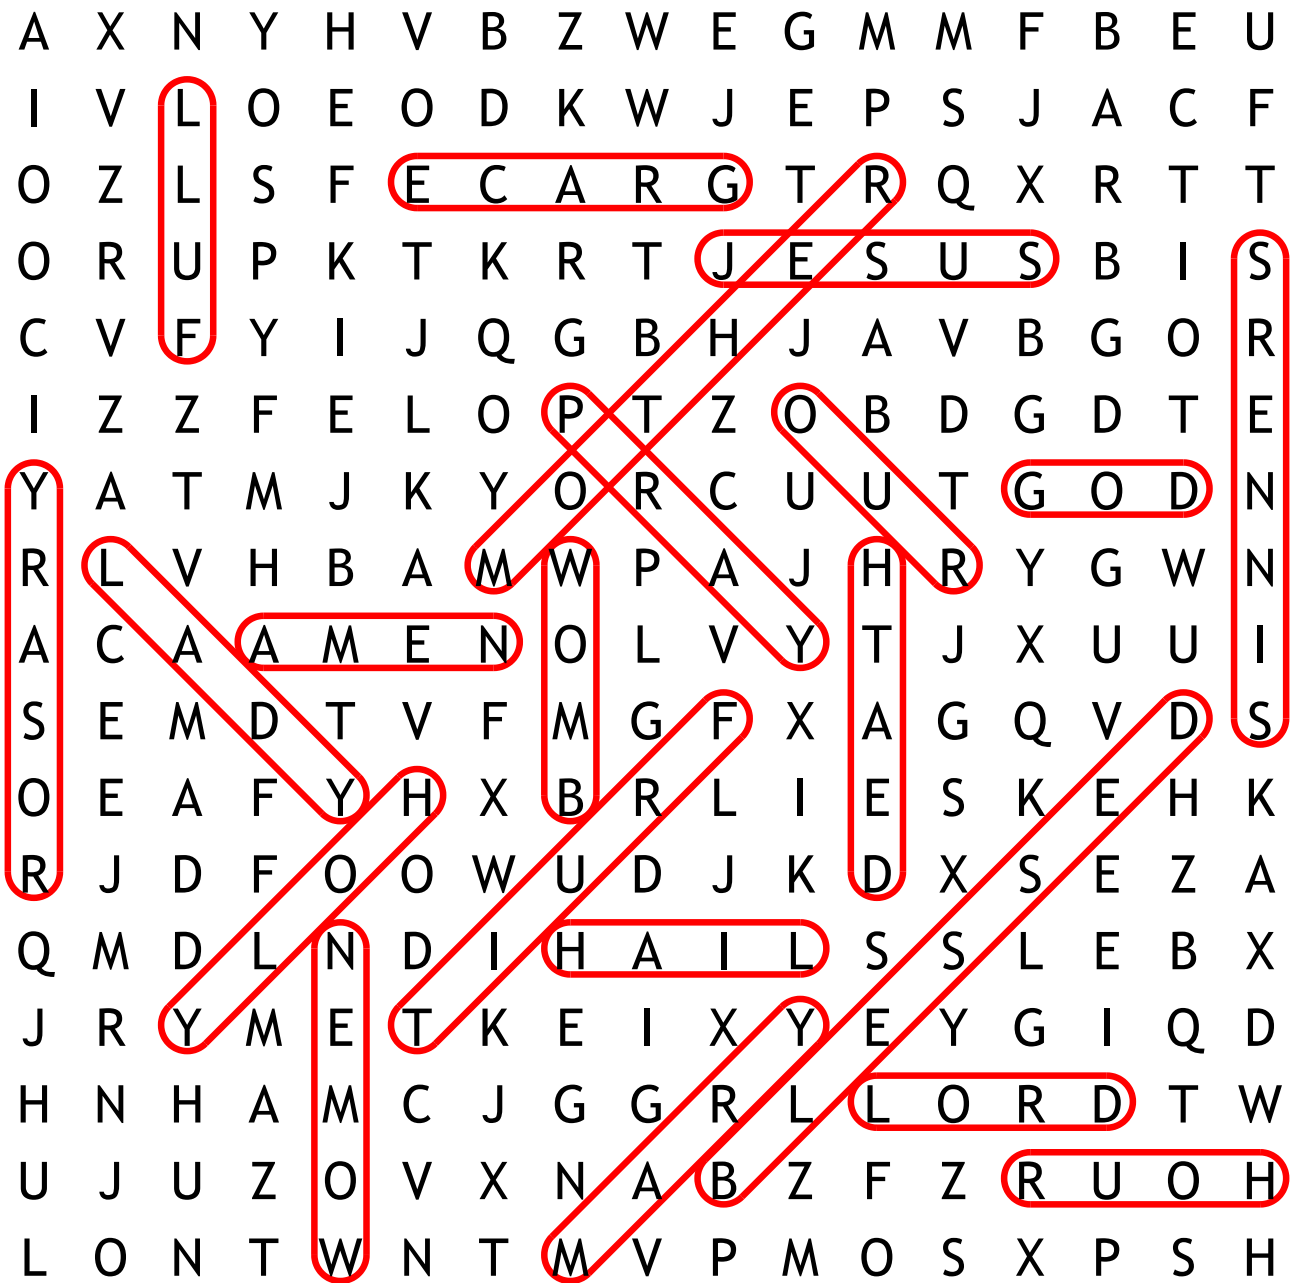 A X N Y H V B Z W E G M M F B E U
I V L O E O D K W J E P S J A C F
O Z L S F E C A R G T R Q X R T T
O R U P K T K R T J E S U S B I S
C V F Y I J Q G B H J A V B G O R
I Z Z F E L O P T Z O B D G D T E
Y A T M J K Y O R C U U T G O D N
R L V H B A M W P A J H R Y G W N
A C A A M E N O L V Y T J X U U I
S E M D T V F M G F X A G Q V D S
O E A F Y H X B R L I E S K E H K
R J D F O O W U D J K D X S E Z A
Q M D L N D I H A I L S S L E B X
J R Y M E T K E I X Y E Y G I Q D
H N H A M C J G G R L L O R D T W
U J U Z O V X N A B Z F Z R U O H
L O N T W N T M V P M O S X P S H